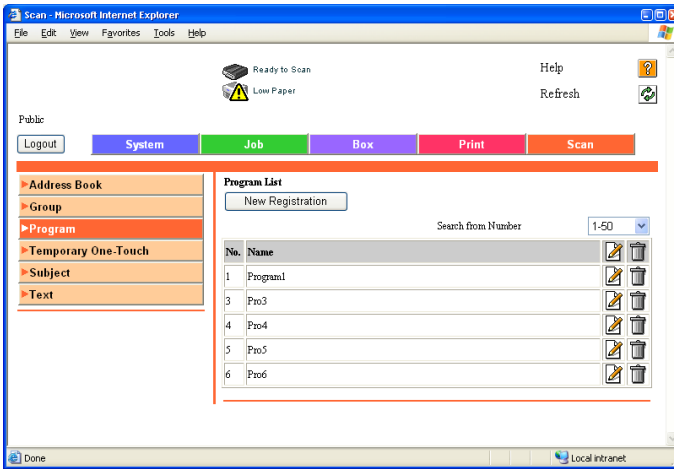 Scan - Microsoft Internet Explorer
File Edit View Favorites Tools Help
Ready to Scan
Help
Low Paper
Refresh
Public
Logout System Job Box Print Scan
Address Book
Group
Program
Temporary One-Touch
Subject
Text
Program List
New Registration
Search from Number 1-50
No. Name
1 Program1
3 Pro3
4 Pro4
5 Pro5
6 Pro6
Done Local intranet